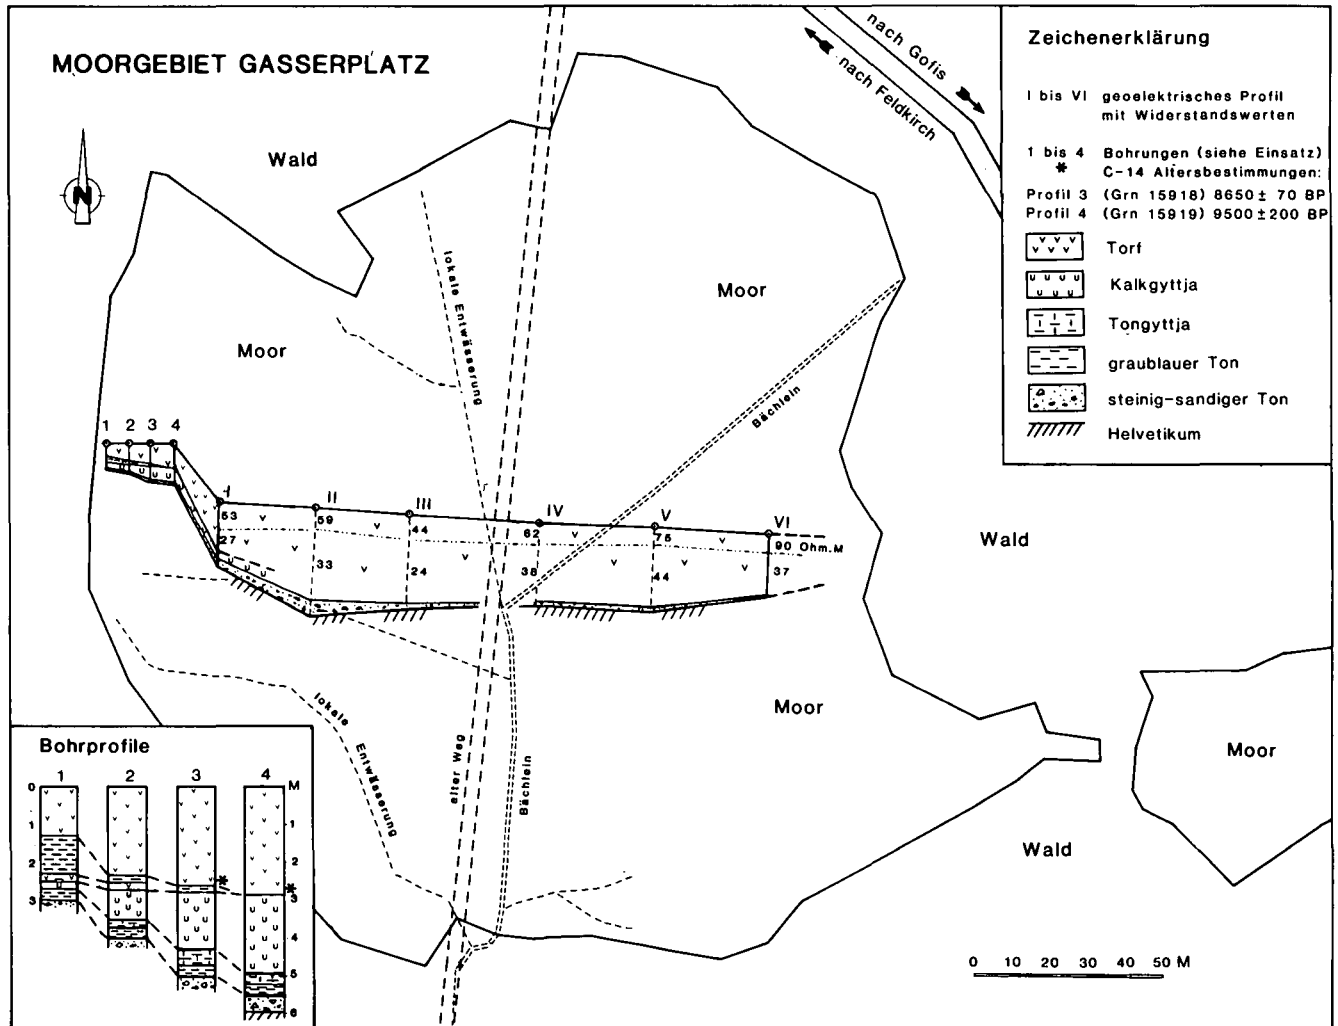 MOORGEBIET GASSERPLATZ
N
Wald
nach Gofis
nach Feldkirch
Moor
Moor
lokale Entwässerung
Bächlein
1 2 3 4
I II III IV V VI
53 59 44 62 75 90 Ohm.M
27 33 24 38 44 37
Wald
Moor
Moor
Wald
lokale Entwässerung
alter Weg
Bächlein
0 10 20 30 40 50 M
Zeichenerklärung
I bis VI geoelektrisches Profil
mit Widerstandswerten
1 bis 4 Bohrungen (siehe Einsatz)
* C-14 Altersbestimmungen:
Profil 3 (Grn 15918) 8650± 70 BP
Profil 4 (Grn 15919) 9500±200 BP
Torf
Kalkgyttja
Tongyttja
graublauer Ton
steinig-sandiger Ton
Helvetikum
Bohrprofile
1 2 3 4 M
0
1 1
2 2
3 3
4
5
6